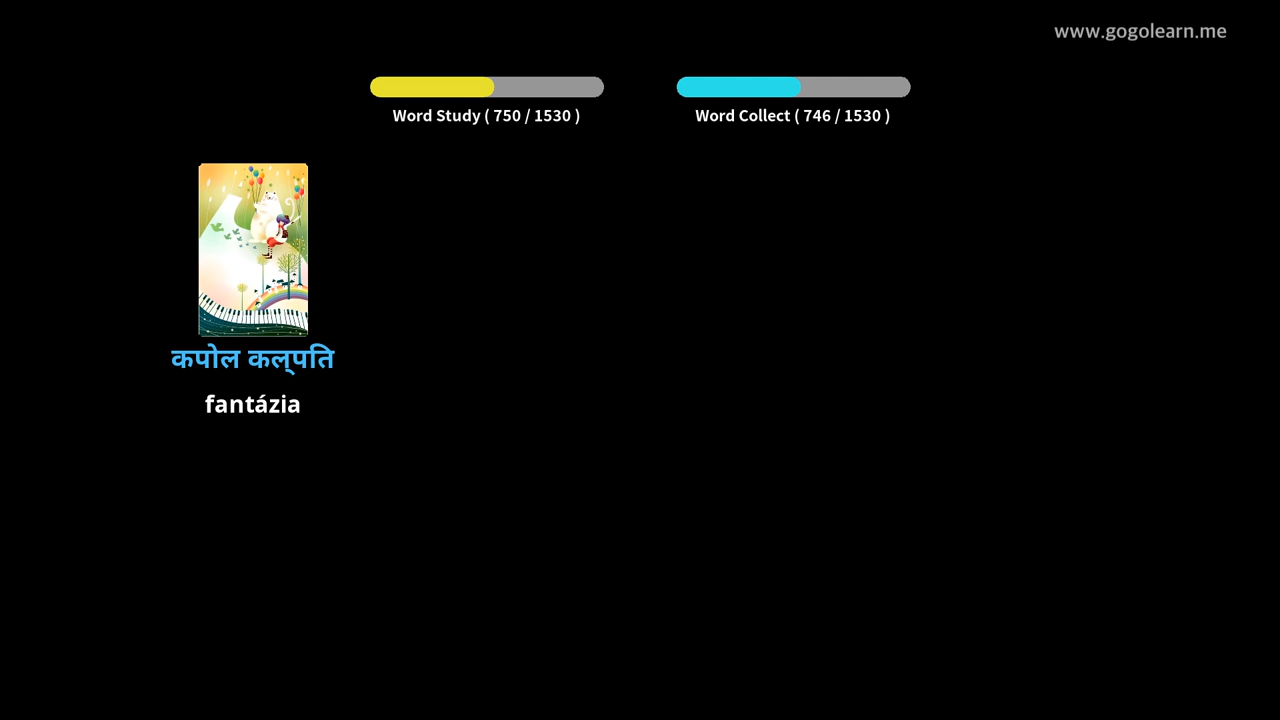 www.gogolearn.me
Word Study ( 750 / 1530 )
Word Collect ( 746 / 1530 )
कपोल कल्पति
fantázia